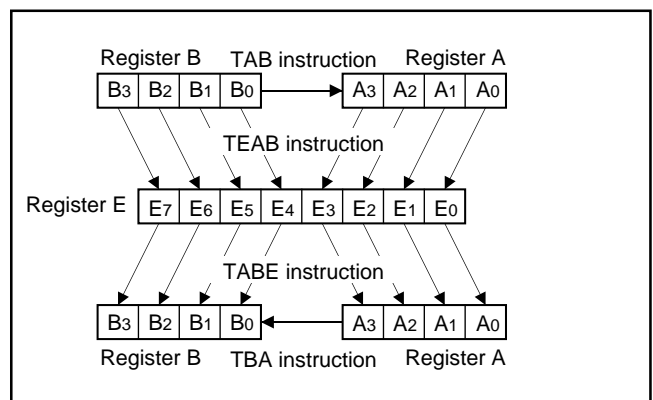 Register B TAB instruction Register A
B3 B2 B1 B0 A3 A2 A1 A0
TEAB instruction
Register E E7 E6 E5 E4 E3 E2 E1 E0
TABE instruction
B3 B2 B1 B0 A3 A2 A1 A0
Register B TBA instruction Register A